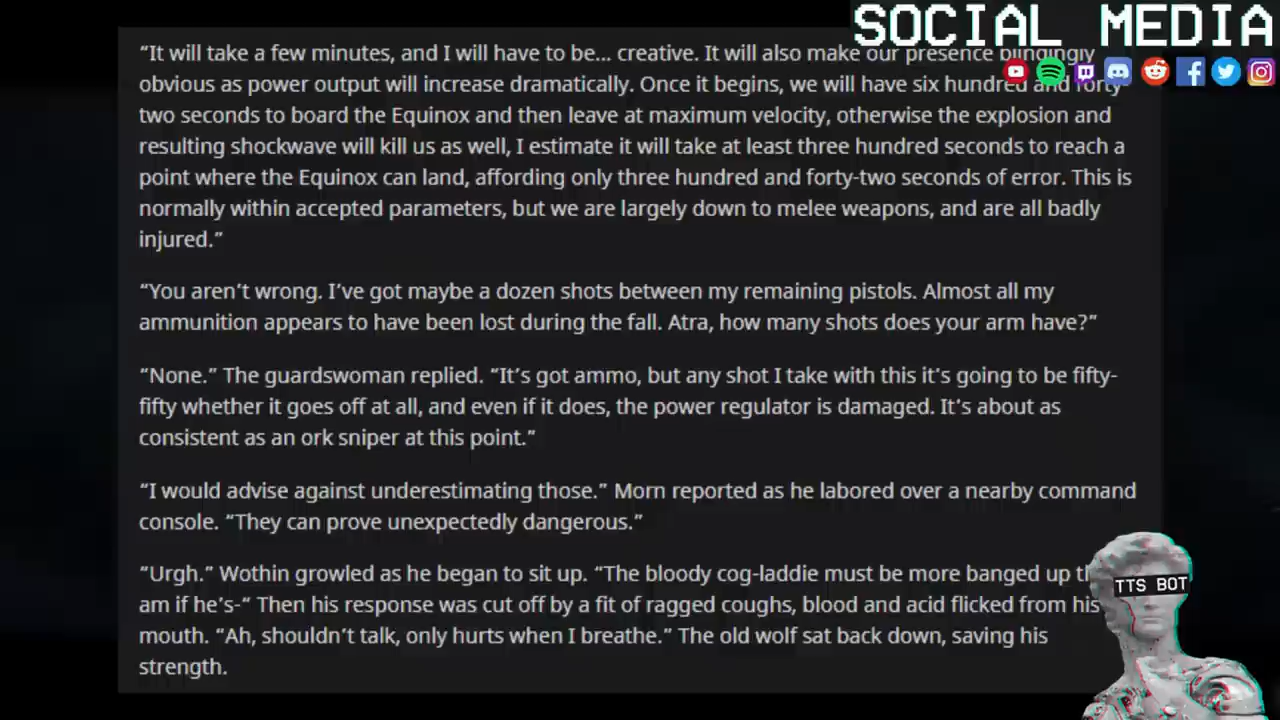 SOCIAL MEDIA
“It will take a few minutes, and I will have to be... creative. It will also make our presence blindingly
obvious as power output will increase dramatically. Once it begins, we will have six hundred and forty-
two seconds to board the Equinox and then leave at maximum velocity, otherwise the explosion and
resulting shockwave will kill us as well, I estimate it will take at least three hundred seconds to reach a
point where the Equinox can land, affording only three hundred and forty-two seconds of error. This is
normally within accepted parameters, but we are largely down to melee weapons, and are all badly
injured.”
“You aren’t wrong. I’ve got maybe a dozen shots between my remaining pistols. Almost all my
ammunition appears to have been lost during the fall. Atra, how many shots does your arm have?”
“None.” The guardswoman replied. “It’s got ammo, but any shot I take with this it’s going to be fifty-
fifty whether it goes off at all, and even if it does, the power regulator is damaged. It’s about as
consistent as an ork sniper at this point.”
“I would advise against underestimating those.” Morn reported as he labored over a nearby command
console. “They can prove unexpectedly dangerous.”
“Urgh.” Wothin growled as he began to sit up. “The bloody cog-laddie must be more banged up
am if he’s-“ Then his response was cut off by a fit of ragged coughs, blood and acid flicked from his
mouth. “Ah, shouldn’t talk, only hurts when I breathe.” The old wolf sat back down, saving his
strength.
TTS BOT